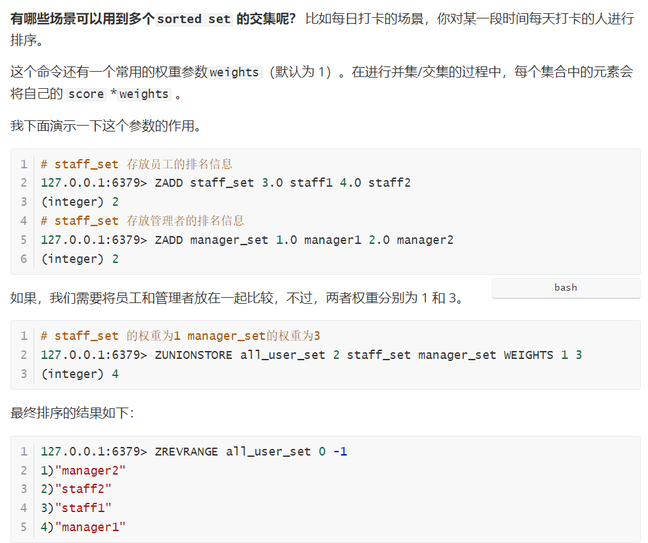 有哪些场景可以用到多个sorted set 的交集呢？ 比如每日打卡的场景，你对某一段时间每天打卡的人进行
排序。
这个命令还有一个常用的权重参数weights（默认为 1）。在进行并集/交集的过程中，每个集合中的元素会
将自己的 score *weights 。
我下面演示一下这个参数的作用。
1 # staff_set 存放员工的排名信息
2 127.0.0.1:6379> ZADD staff_set 3.0 staff1 4.0 staff2
3 (integer) 2
4 # staff_set 存放管理者的排名信息
5 127.0.0.1:6379> ZADD manager_set 1.0 manager1 2.0 manager2
6 (integer) 2
bash
如果，我们需要将员工和管理者放在一起比较，不过，两者权重分别为 1 和 3。
1 # staff_set 的权重为1 manager_set的权重为3
2 127.0.0.1:6379> ZUNIONSTORE all_user_set 2 staff_set manager_set WEIGHTS 1 3
3 (integer) 4
最终排序的结果如下：
1 127.0.0.1:6379> ZREVRANGE all_user_set 0 -1
2 1)"manager2"
3 2)"staff2"
4 3)"staff1"
5 4)"manager1"